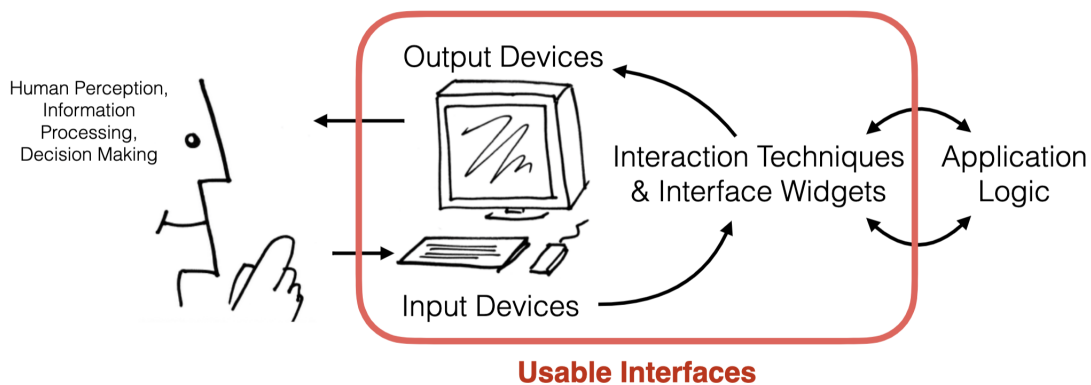 Output Devices
Human Perception,
Information
Processing,
Decision Making
Interaction Techniques
& Interface Widgets
Application
Logic
Input Devices
Usable Interfaces